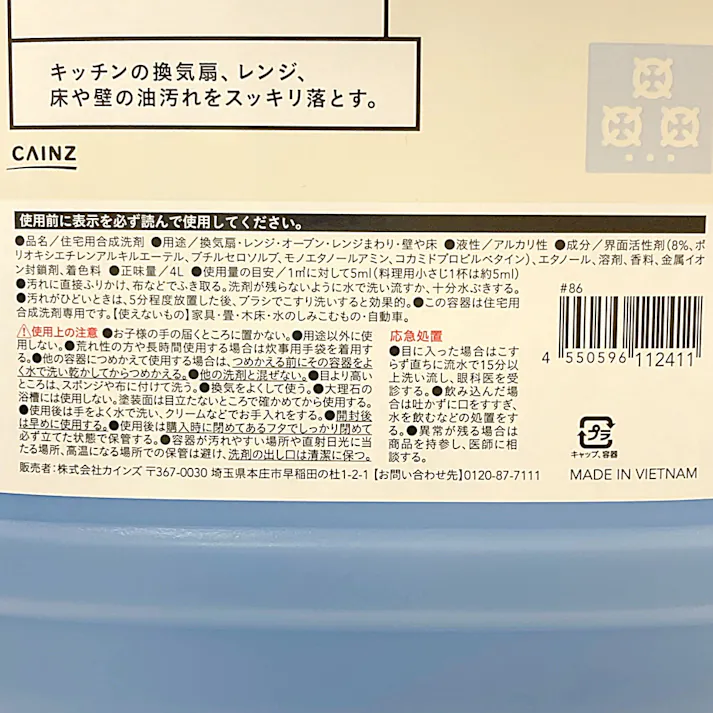 キッチンの換気扇、レンジ、
床や壁の油汚れをスッキリ落とす。
CAINZ
使用前に表示を必ず読んで使用してください。
●品名／住宅用合成洗剤 ●用途／換気扇・レンジ・オーブン・レンジまわり・壁や床 ●液性／アルカリ性 ●成分／界面活性剤(8%、ポ
リオキシエチレンアルキルエーテル、ブチルセロソルブ、モノエタノールアミン、コカミドプロピルベタイン)、エタノール、溶剤、香料、金属イオ
ン封鎖剤、着色料 ●正味量／4L ●使用量の目安／1㎡に対して5ml(料理用小さじ1杯は約5ml)
●汚れに直接ふりかけ、布などでふき取る。洗剤が残らないように水で洗い流すか、十分水ぶきする。
●汚れがひどいときは、5分程度放置した後、ブラシでこすり洗いすると効果的。●この容器は住宅用
合成洗剤専用です。【使えないもの】家具・畳・木床・水のしみこむもの・自動車。
使用上の注意 ●お子様の手の届くところに置かない。●用途以外に使
用しない。●荒れ性の方や長時間使用する場合は炊事用手袋を着用す
る。●他の容器につめかえて使用する場合は、つめかえる前にその容器をよ
く水で洗い乾かしてからつめかえる。●他の洗剤と混ぜない。●目より高い
ところは、スポンジや布に付けて洗う。●換気をよくして使う。●大理石の
浴槽には使用しない。塗装面は目立たないところで確かめてから使用する。
●使用後は手をよく水で洗い、クリームなどでお手入れをする。●開封後
は早めに使用する。●使用後は購入時に閉めてあるフタでしっかり閉めて
必ず立てた状態で保管する。●容器が汚れやすい場所や直射日光に当
たる場所、高温になる場所での保管は避け、洗剤の出し口は清潔に保つ。
応急処置
●目に入った場合はこす
らず直ちに流水で15分以
上洗い流し、眼科医を受
診する。●飲み込んだ場
合は吐かずに口をすすぎ、
水を飲むなどの処置をす
る。●異常が残る場合は
商品を持参し、医師に相
談する。
販売者：株式会社カインズ 〒367-0030 埼玉県本庄市早稲田の杜1-2-1【お問い合わせ先】0120-87-7111
#86
4 550596 112411
プラ
キャップ、容器
MADE IN VIETNAM